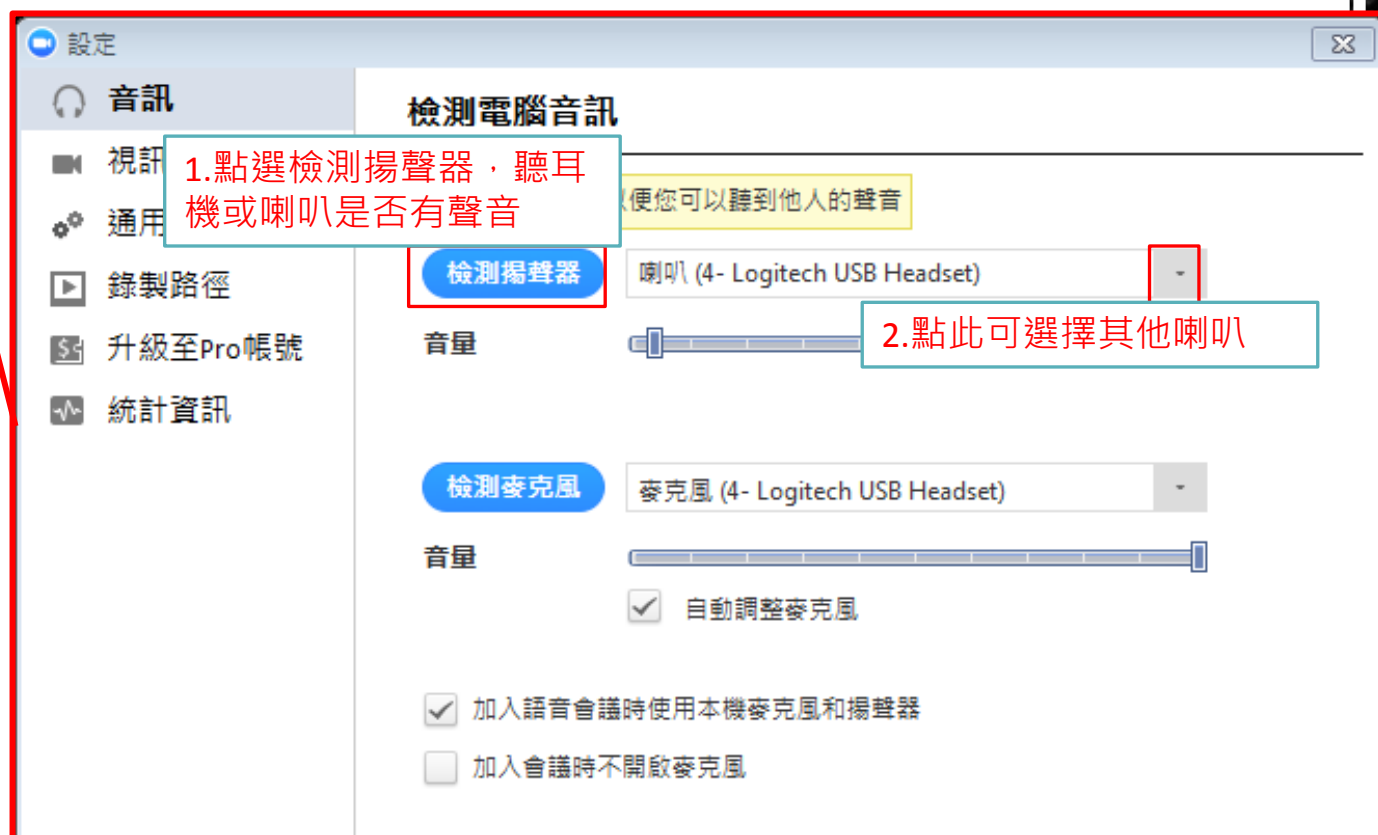 設定
音訊
視訊
通用
錄製路徑
升級至Pro帳號
統計資訊
檢測電腦音訊
1.點選檢測揚聲器，聽耳
機或喇叭是否有聲音
便您可以聽到他人的聲音
檢測揚聲器
喇叭 (4- Logitech USB Headset)
音量
2.點此可選擇其他喇叭
檢測麥克風
麥克風 (4- Logitech USB Headset)
音量
自動調整麥克風
加入語音會議時使用本機麥克風和揚聲器
加入會議時不開啟麥克風